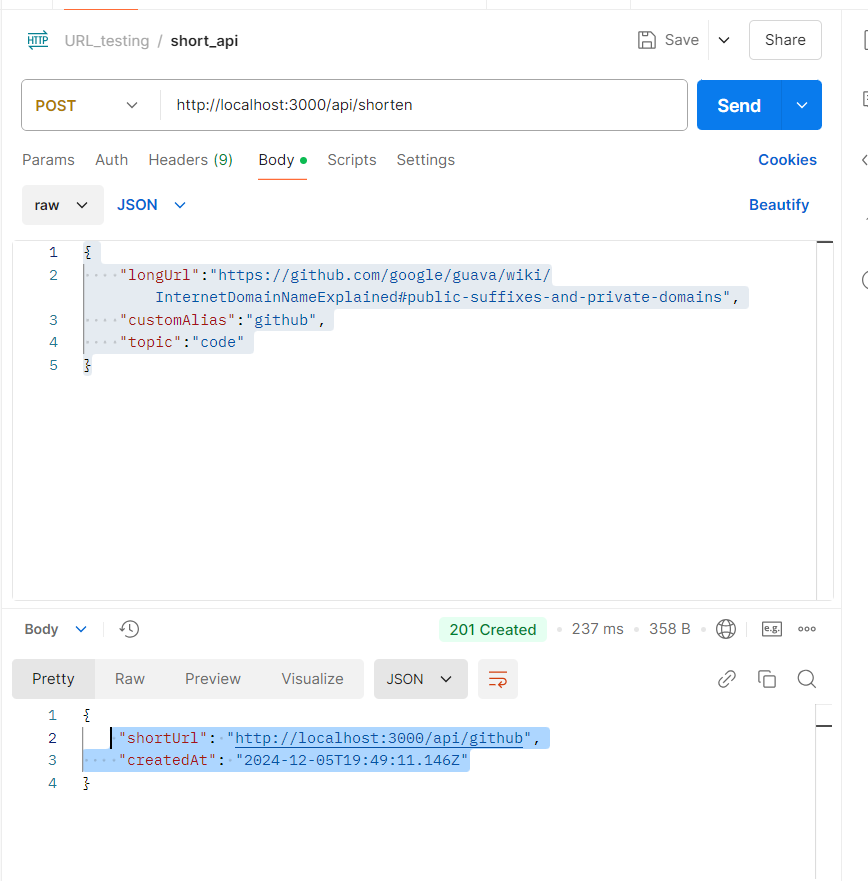 HTTP URL_testing / short_api Save Share
POST http://localhost:3000/api/shorten Send
Params Auth Headers (9) Body Scripts Settings Cookies
raw JSON Beautify
1 {
2 "longUrl":"https://github.com/google/guava/wiki/
InternetDomainNameExplained#public-suffixes-and-private-domains",
3 "customAlias":"github",
4 "topic":"code"
5 }
Body 201 Created 237 ms 358 B e.g.
Pretty Raw Preview Visualize JSON
1 {
2 "shortUrl": "http://localhost:3000/api/github",
3 "createdAt": "2024-12-05T19:49:11.146Z"
4 }